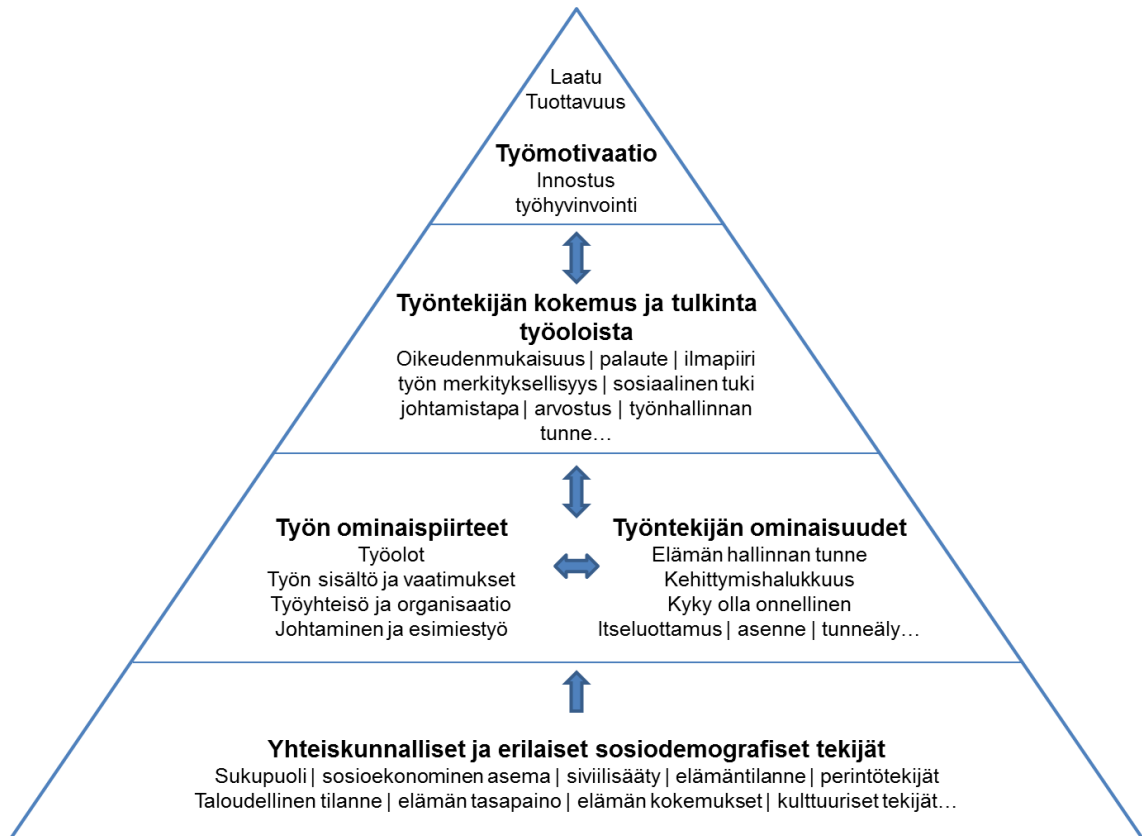 Laatu
Tuottavuus
Työmotivaatio
Innostus
työhyvinvointi
Työntekijän kokemus ja tulkinta
työoloista
Oikeudenmukaisuus | palaute | ilmapiiri
työn merkityksellisyys | sosiaalinen tuki
johtamistapa | arvostus | työnhallinnan
tunne…
Työn ominaispiirteet
Työolot
Työn sisältö ja vaatimukset
Työyhteisö ja organisaatio
Johtaminen ja esimiestyö
Työntekijän ominaisuudet
Elämän hallinnan tunne
Kehittymishalukkuus
Kyky olla onnellinen
Itseluottamus | asenne | tunneäly…
Yhteiskunnalliset ja erilaiset sosiodemografiset tekijät
Sukupuoli | sosioekonominen asema | siviilisääty | elämäntilanne | perintötekijät
Taloudellinen tilanne | elämän tasapaino | elämän kokemukset | kulttuuriset tekijät…